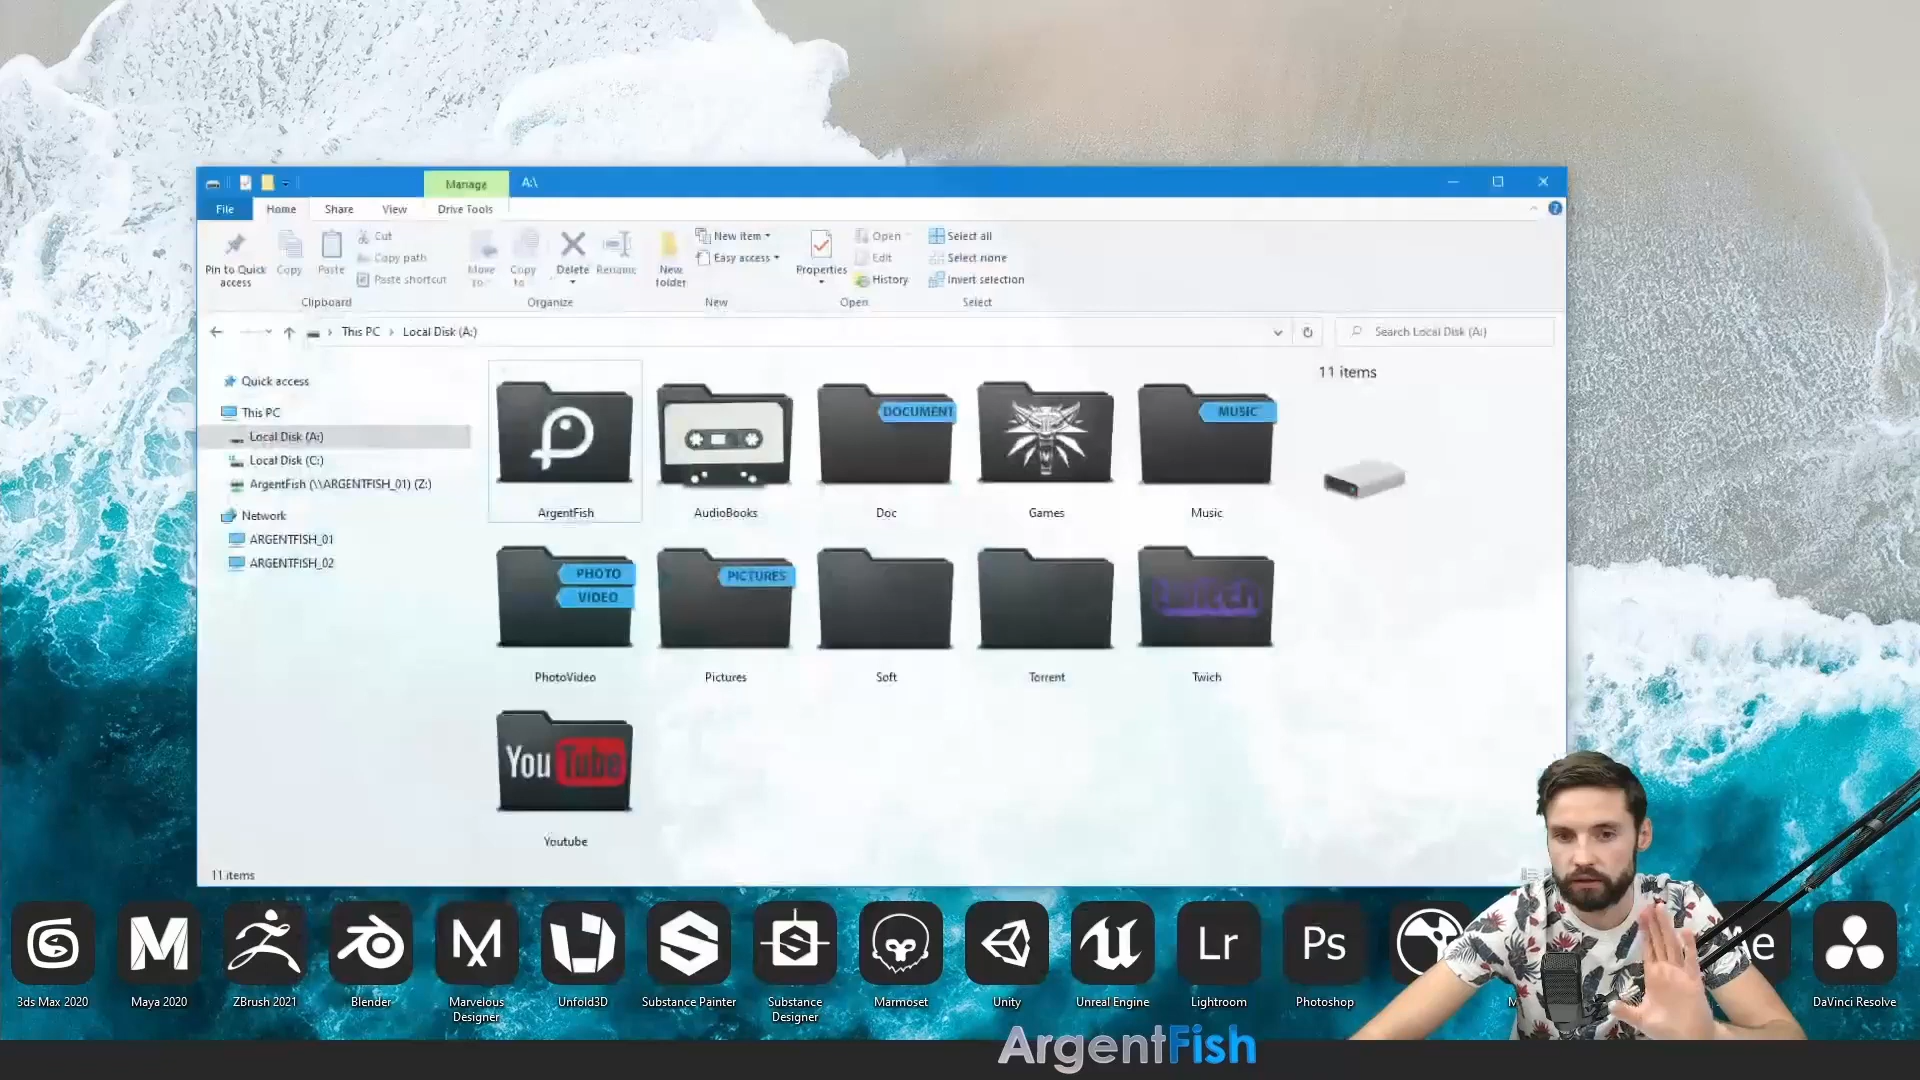 Manage
A:\
File
Home
Share
View
Drive Tools
Pin to Quick access
Copy
Paste
Cut
Copy path
Paste shortcut
Clipboard
Move to
Copy to
Delete
Rename
Organize
New folder
New item
Easy access
New
Properties
Open
Edit
History
Open
Select all
Select none
Invert selection
Select
This PC
Local Disk (A:)
Search Local Disk (A:)
Quick access
This PC
Local Disk (A:)
Local Disk (C:)
ArgentFish (\\ARGENTFISH_01) (Z:)
Network
ARGENTFISH_01
ARGENTFISH_02
11 items
DOCUMENT
MUSIC
ArgentFish
AudioBooks
Doc
Games
Music
PHOTO
VIDEO
PICTURES
twitch
PhotoVideo
Pictures
Soft
Torrent
Twich
YouTube
Youtube
11 items
Lr
Ps
Ae
3ds Max 2020
Maya 2020
ZBrush 2021
Blender
Marvelous Designer
Unfold3D
Substance Painter
Substance Designer
Marmoset
Unity
Unreal Engine
Lightroom
Photoshop
DaVinci Resolve
ArgentFish